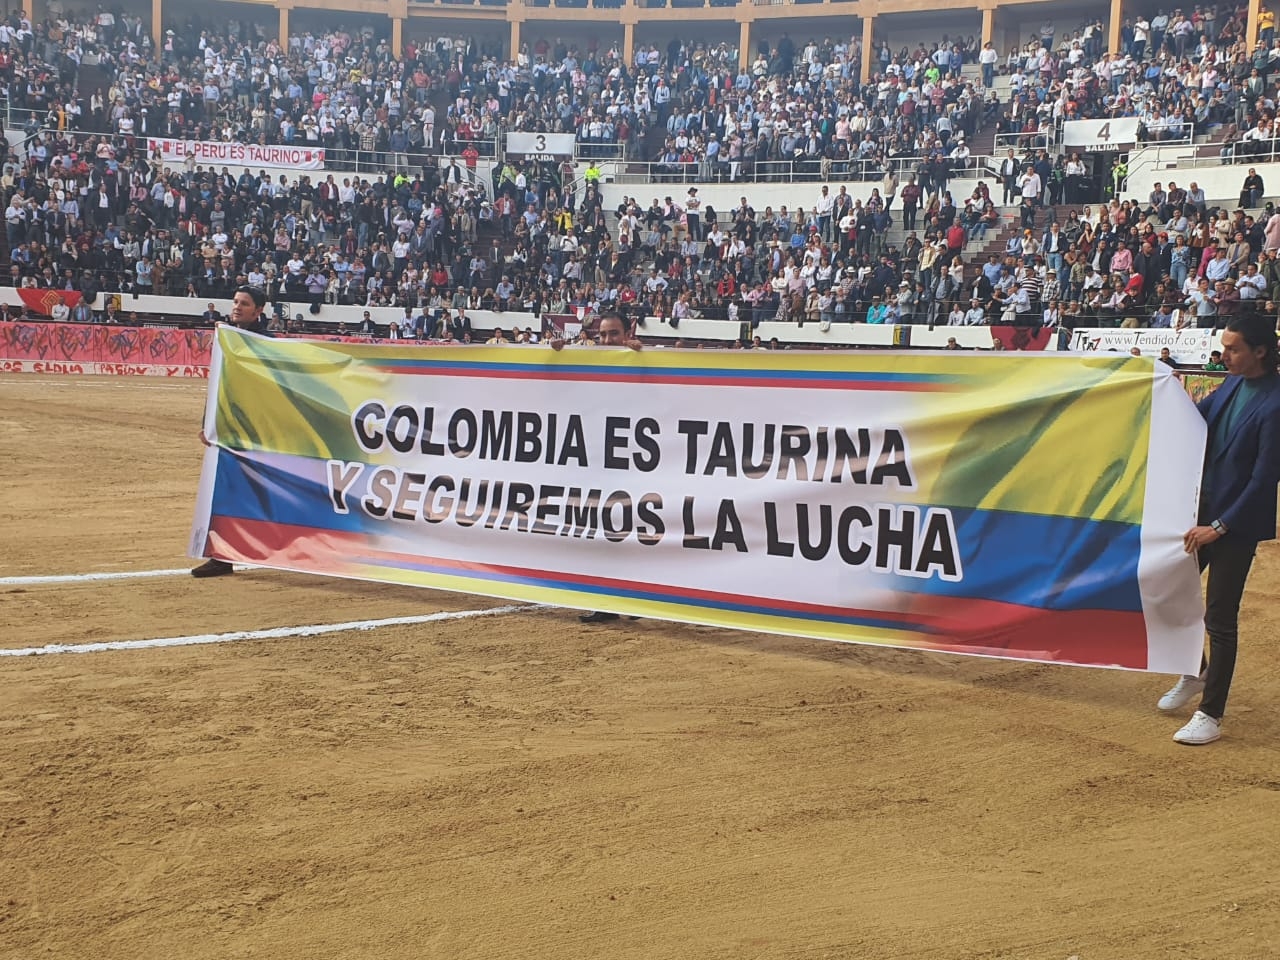 3
SALIDA
4
SALIDA
"EL PERU ES TAURINO"
www.Tendido7.co
COLOMBIA ES TAURINA
Y SEGUIREMOS LA LUCHA